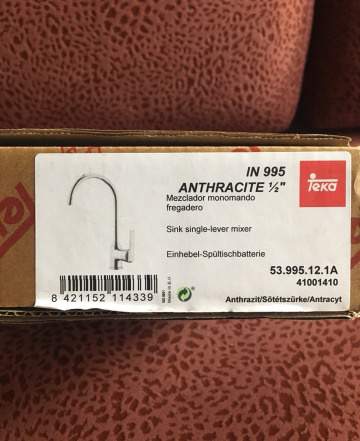 IN 995
ANTHRACITE ½"
Mezclador monomando
fregadero
Sink single-lever mixer
Einhebel-Spültischbatterie
Teka
53.995.12.1A
41001410
8 421152 114339
Anthrazit/Sötétszürke/Antracyt